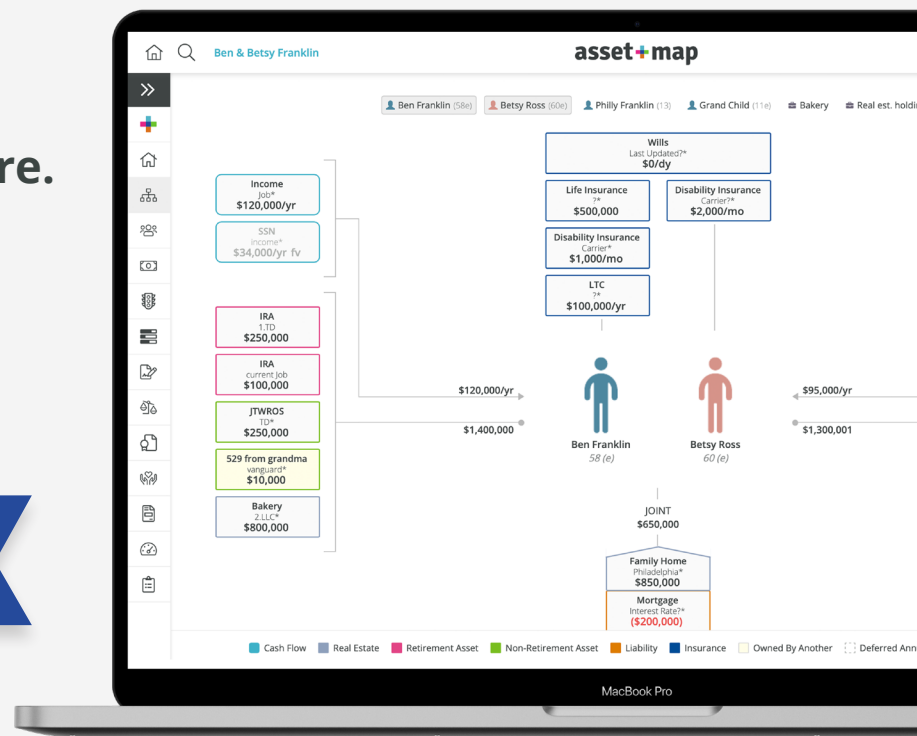 re.
Ben & Betsy Franklin
asset+map
Ben Franklin (58e)
Betsy Ross (60e)
Philly Franklin (13)
Grand Child (11e)
Bakery
Real est. holdin
Wills
Last Updated?*
$0/dy
Income
Job*
$120,000/yr
SSN
income*
$34,000/yr fv
Life Insurance
?*
$500,000
Disability Insurance
Carrier?*
$2,000/mo
Disability Insurance
Carrier*
$1,000/mo
LTC
?*
$100,000/yr
IRA
1.TD
$250,000
IRA
current Job
$100,000
JTWROS
TD*
$250,000
529 from grandma
vanguard*
$10,000
Bakery
2.LLC*
$800,000
$120,000/yr
$1,400,000
$95,000/yr
$1,300,001
Ben Franklin
58 (e)
Betsy Ross
60 (e)
JOINT
$650,000
Family Home
Philadelphia*
$850,000
Mortgage
Interest Rate?*
($200,000)
Cash Flow
Real Estate
Retirement Asset
Non-Retirement Asset
Liability
Insurance
Owned By Another
Deferred Ann
MacBook Pro